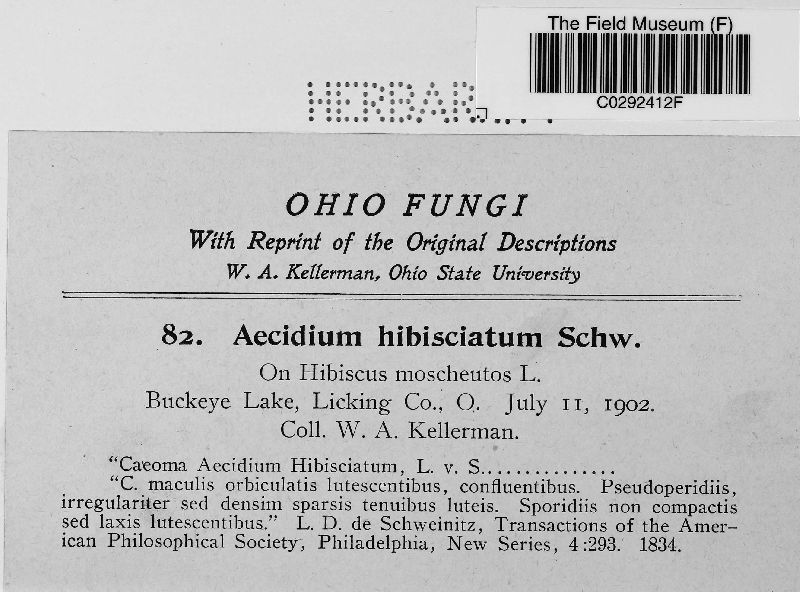 The Field Museum (F)
C0292412F
HERBAR
OHIO FUNGI
With Reprint of the Original Descriptions
W. A. Kellerman, Ohio State University
82. Aecidium hibisciatum Schw.
On Hibiscus moscheutos L.
Buckeye Lake, Licking Co., O. July 11, 1902.
Coll. W. A. Kellerman.
"Caeoma Aecidium Hibisciatum, L. v. S...............
"C. maculis orbiculatis lutescentibus, confluentibus. Pseudoperidiis,
irregulariter sed densim sparsis tenuibus luteis. Sporidiis non compactis
sed laxis lutescentibus." L. D. de Schweinitz, Transactions of the Amer-
ican Philosophical Society, Philadelphia, New Series, 4:293. 1834.